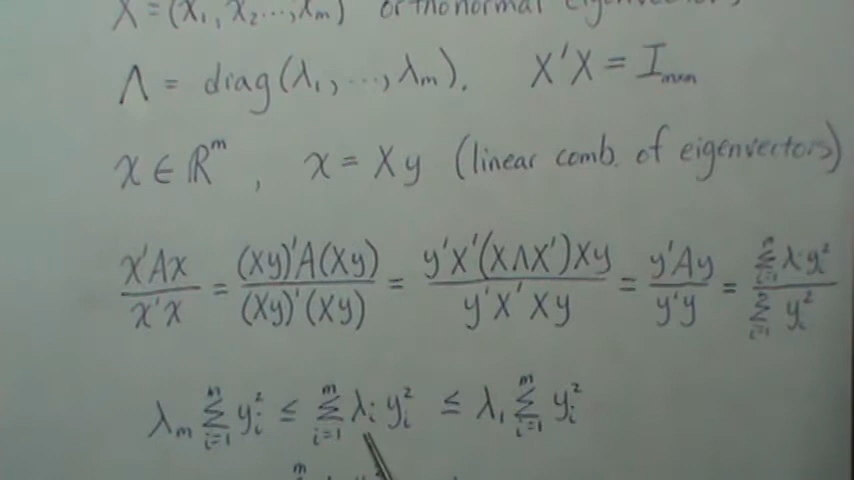 X = (x₁, x₂ ..., xₘ) orthonormal eigenvectors
Λ = diag(λ₁, ..., λₘ). X'X = Iₘₓₘ
x ∈ ℝᵐ , x = Xy (linear comb. of eigenvectors)
x'Ax / x'x = (Xy)'A(Xy) / (Xy)'(Xy) = y'X'(XΛX')Xy / y'X'Xy = y'Λy / y'y = Σᵢ₌₁ᵐ λᵢyᵢ² / Σᵢ₌₁ᵐ yᵢ²
λₘ Σᵢ₌₁ᵐ yᵢ² ≤ Σᵢ₌₁ᵐ λᵢ yᵢ² ≤ λ₁ Σᵢ₌₁ᵐ yᵢ²
m